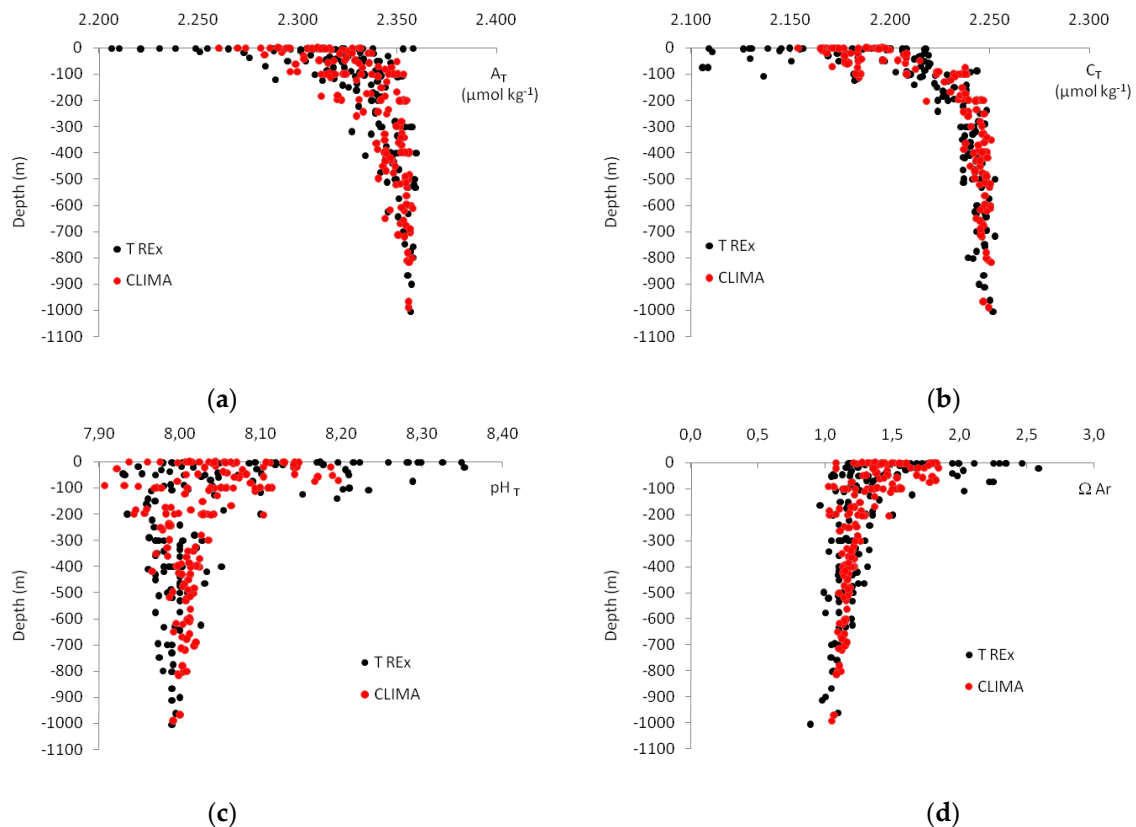 2.200 2.250 2.300 2.350 2.400
0
-100
-200
-300
-400
-500
-600
-700
-800
-900
-1000
-1100
Depth (m)
A_T
(μmol kg⁻¹)
T REx
CLIMA
(a)
2.100 2.150 2.200 2.250 2.300
0
-100
-200
-300
-400
-500
-600
-700
-800
-900
-1000
-1100
Depth (m)
C_T
(μmol kg⁻¹)
T REx
CLIMA
(b)
7,90 7,95 8,00 8,05 8,10 8,20 8,30 8,40
0
-100
-200
-300
-400
-500
-600
-700
-800
-900
-1000
-1100
Depth (m)
pH T
T REx
CLIMA
(c)
0,0 0,5 1,0 1,5 2,0 2,5 3,0
0
-100
-200
-300
-400
-500
-600
-700
-800
-900
-1000
-1100
Depth (m)
Ω Ar
T REx
CLIMA
(d)